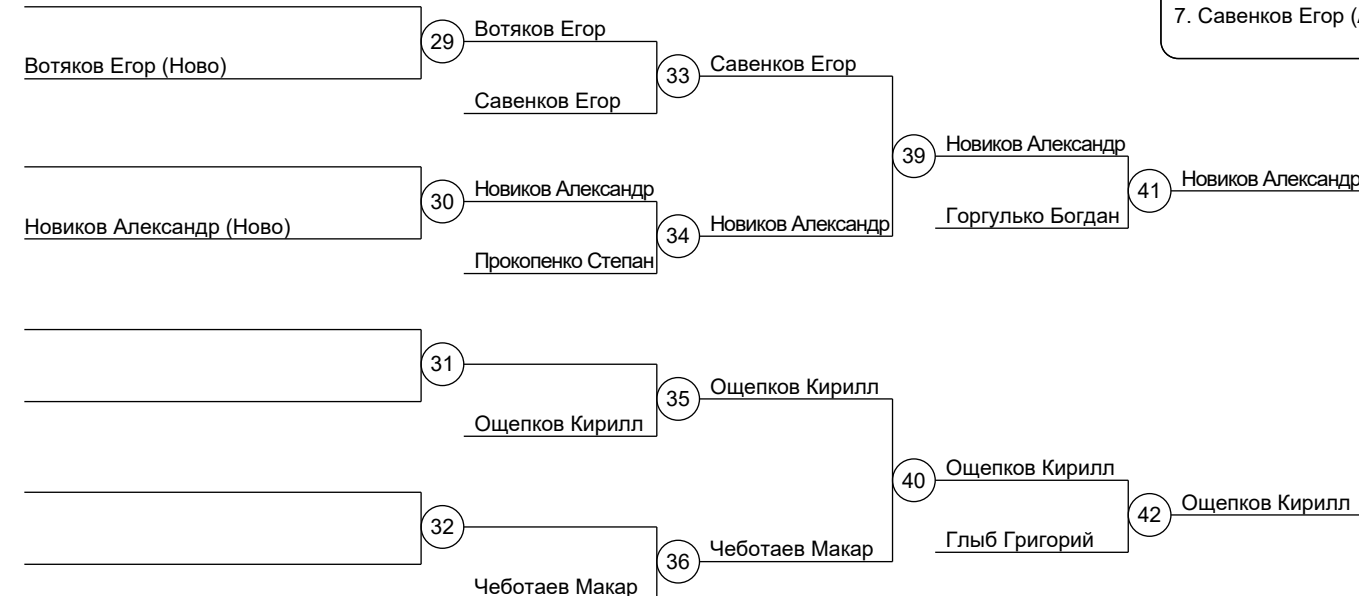 7. Савенков Егор (
29
Вотяков Егор
Вотяков Егор (Ново)
33
Савенков Егор
Савенков Егор
39
Новиков Александр
30
Новиков Александр
41
Новиков Александр
Новиков Александр (Ново)
34
Новиков Александр
Горгулько Богдан
Прокопенко Степан
31
35
Ощепков Кирилл
Ощепков Кирилл
40
Ощепков Кирилл
32
42
Ощепков Кирилл
36
Чеботаев Макар
Глыб Григорий
Чеботаев Макар